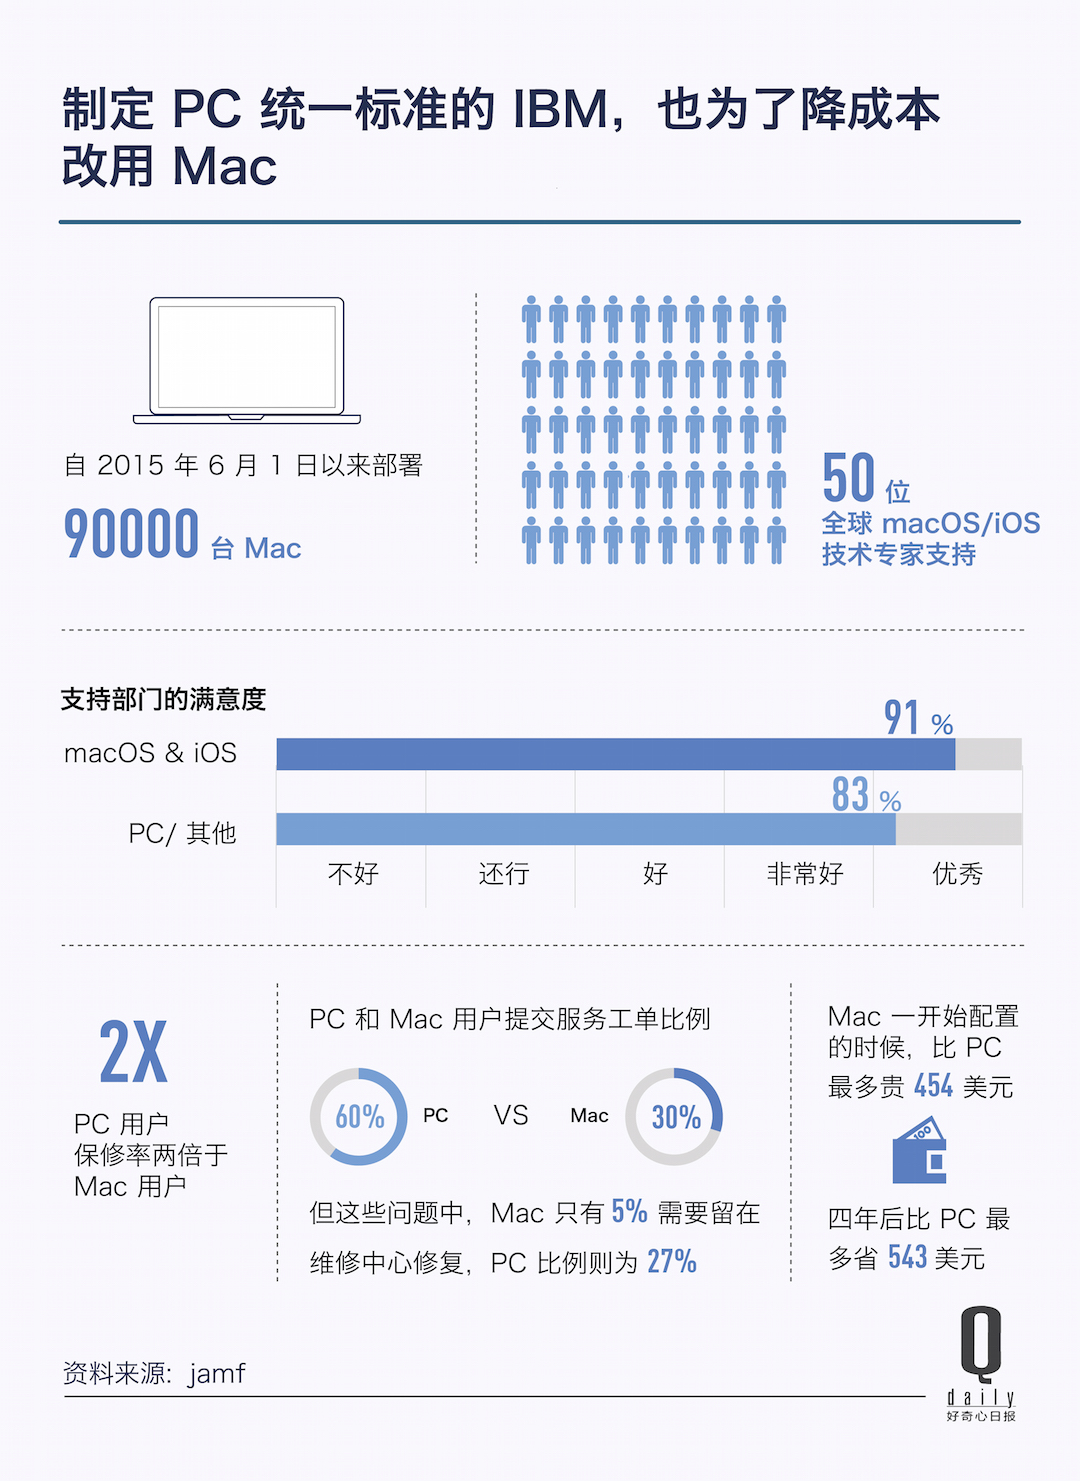 制定 PC 统一标准的 IBM，也为了降成本
改用 Mac
自 2015 年 6 月 1 日以来部署
90000 台 Mac
50 位
全球 macOS/iOS
技术专家支持
支持部门的满意度
macOS & iOS
91 %
PC/ 其他
83 %
不好 还行 好 非常好 优秀
2X
PC 用户
保修率两倍于
Mac 用户
PC 和 Mac 用户提交服务工单比例
60% PC VS Mac 30%
但这些问题中，Mac 只有 5% 需要留在
维修中心修复，PC 比例则为 27%
Mac 一开始配置
的时候，比 PC
最多贵 454 美元
100
四年后比 PC 最
多省 543 美元
资料来源：jamf
Q
daily
好奇心日报